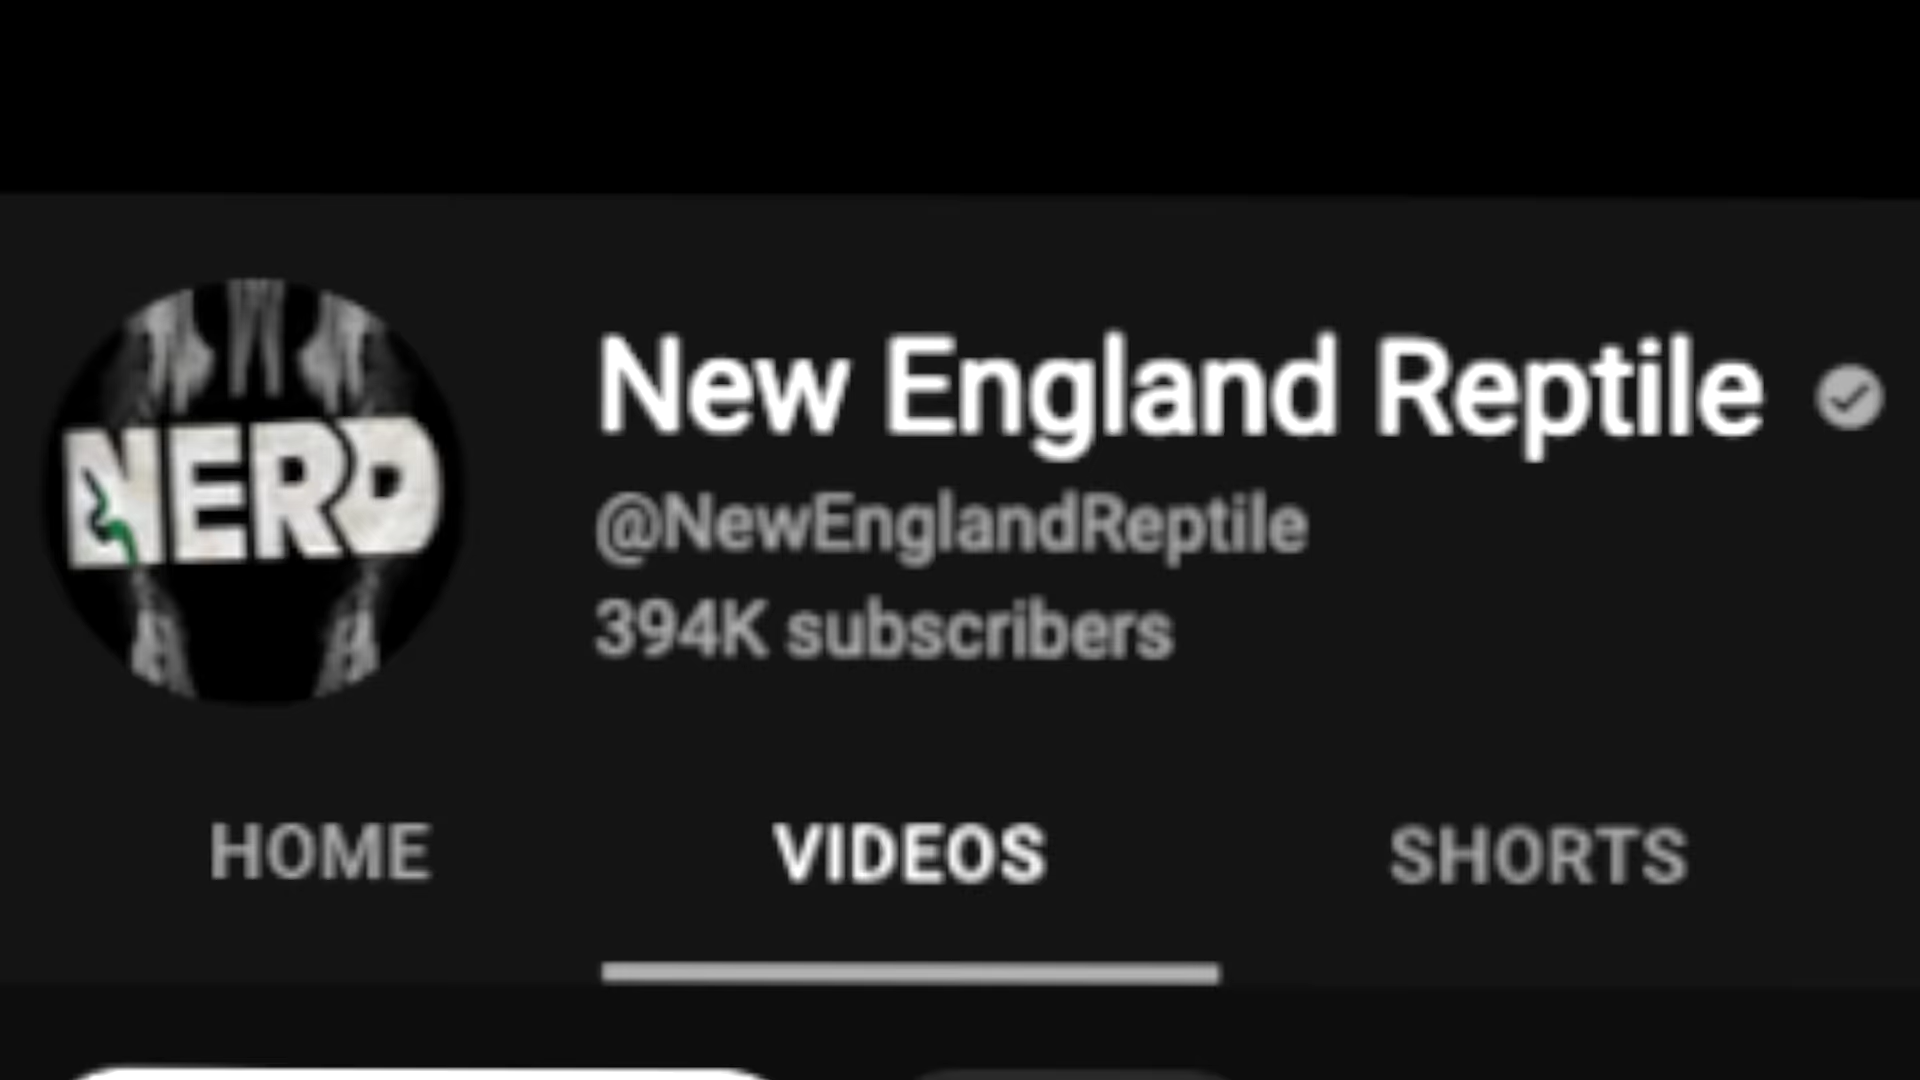 NERD
New England Reptile
@NewEnglandReptile
394K subscribers
HOME
VIDEOS
SHORTS